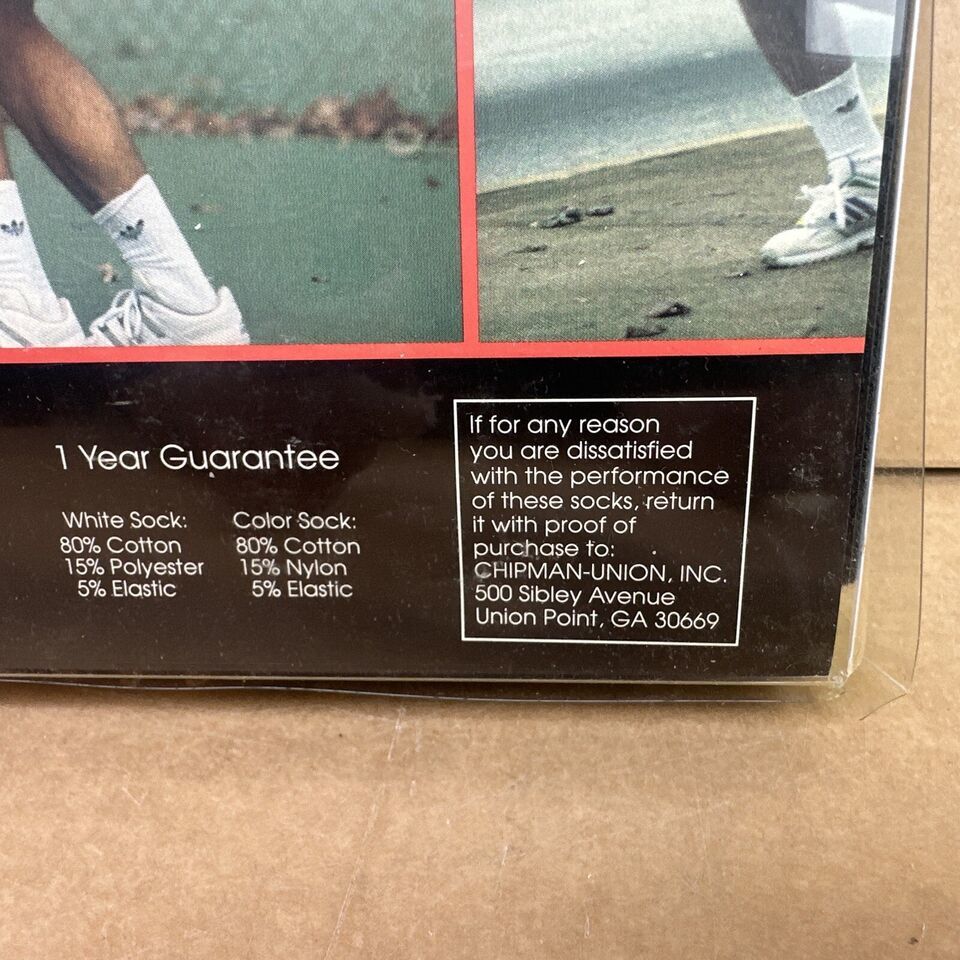 1 Year Guarantee
White Sock:
80% Cotton
15% Polyester
5% Elastic
Color Sock:
80% Cotton
15% Nylon
5% Elastic
If for any reason
you are dissatisfied
with the performance
of these socks, return
it with proof of
purchase to:
CHIPMAN-UNION, INC.
500 Sibley Avenue
Union Point, GA 30669